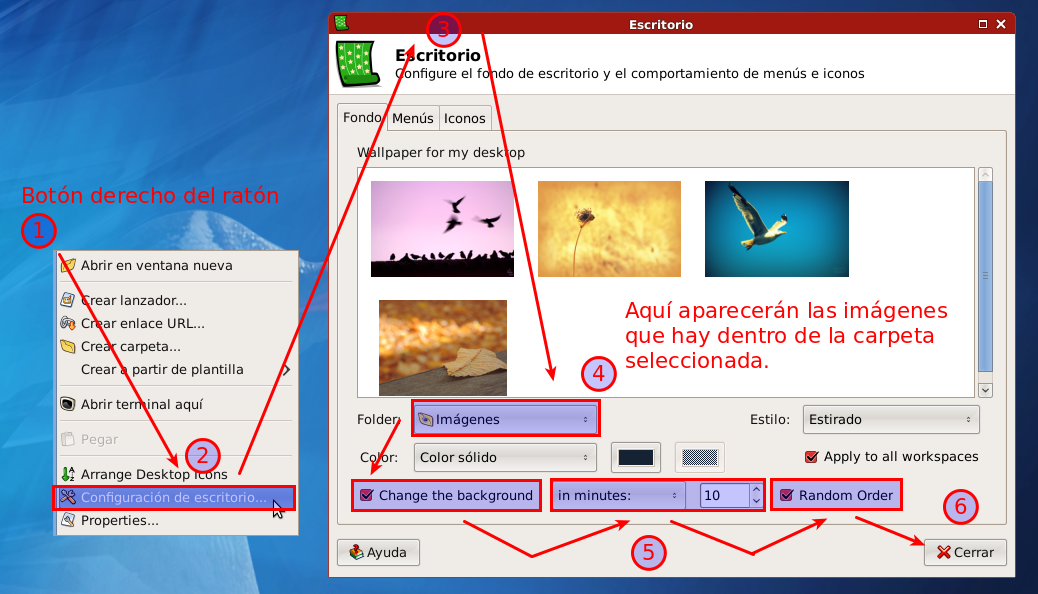 Botón derecho del ratón
1
Abrir en ventana nueva
Crear lanzador...
Crear enlace URL...
Crear carpeta...
Crear a partir de plantilla
Abrir terminal aquí
Pegar
2
Arrange Desktop Icons
Configuración de escritorio...
Properties...
3
Escritorio
Escritorio
Configure el fondo de escritorio y el comportamiento de menús e iconos
Fondo Menús Iconos
Wallpaper for my desktop
Aquí aparecerán las imágenes
que hay dentro de la carpeta
seleccionada.
4
Folder: Imágenes Estilo: Estirado
Color: Color sólido Apply to all workspaces
Change the background in minutes: 10 Random Order
5
6
Ayuda Cerrar